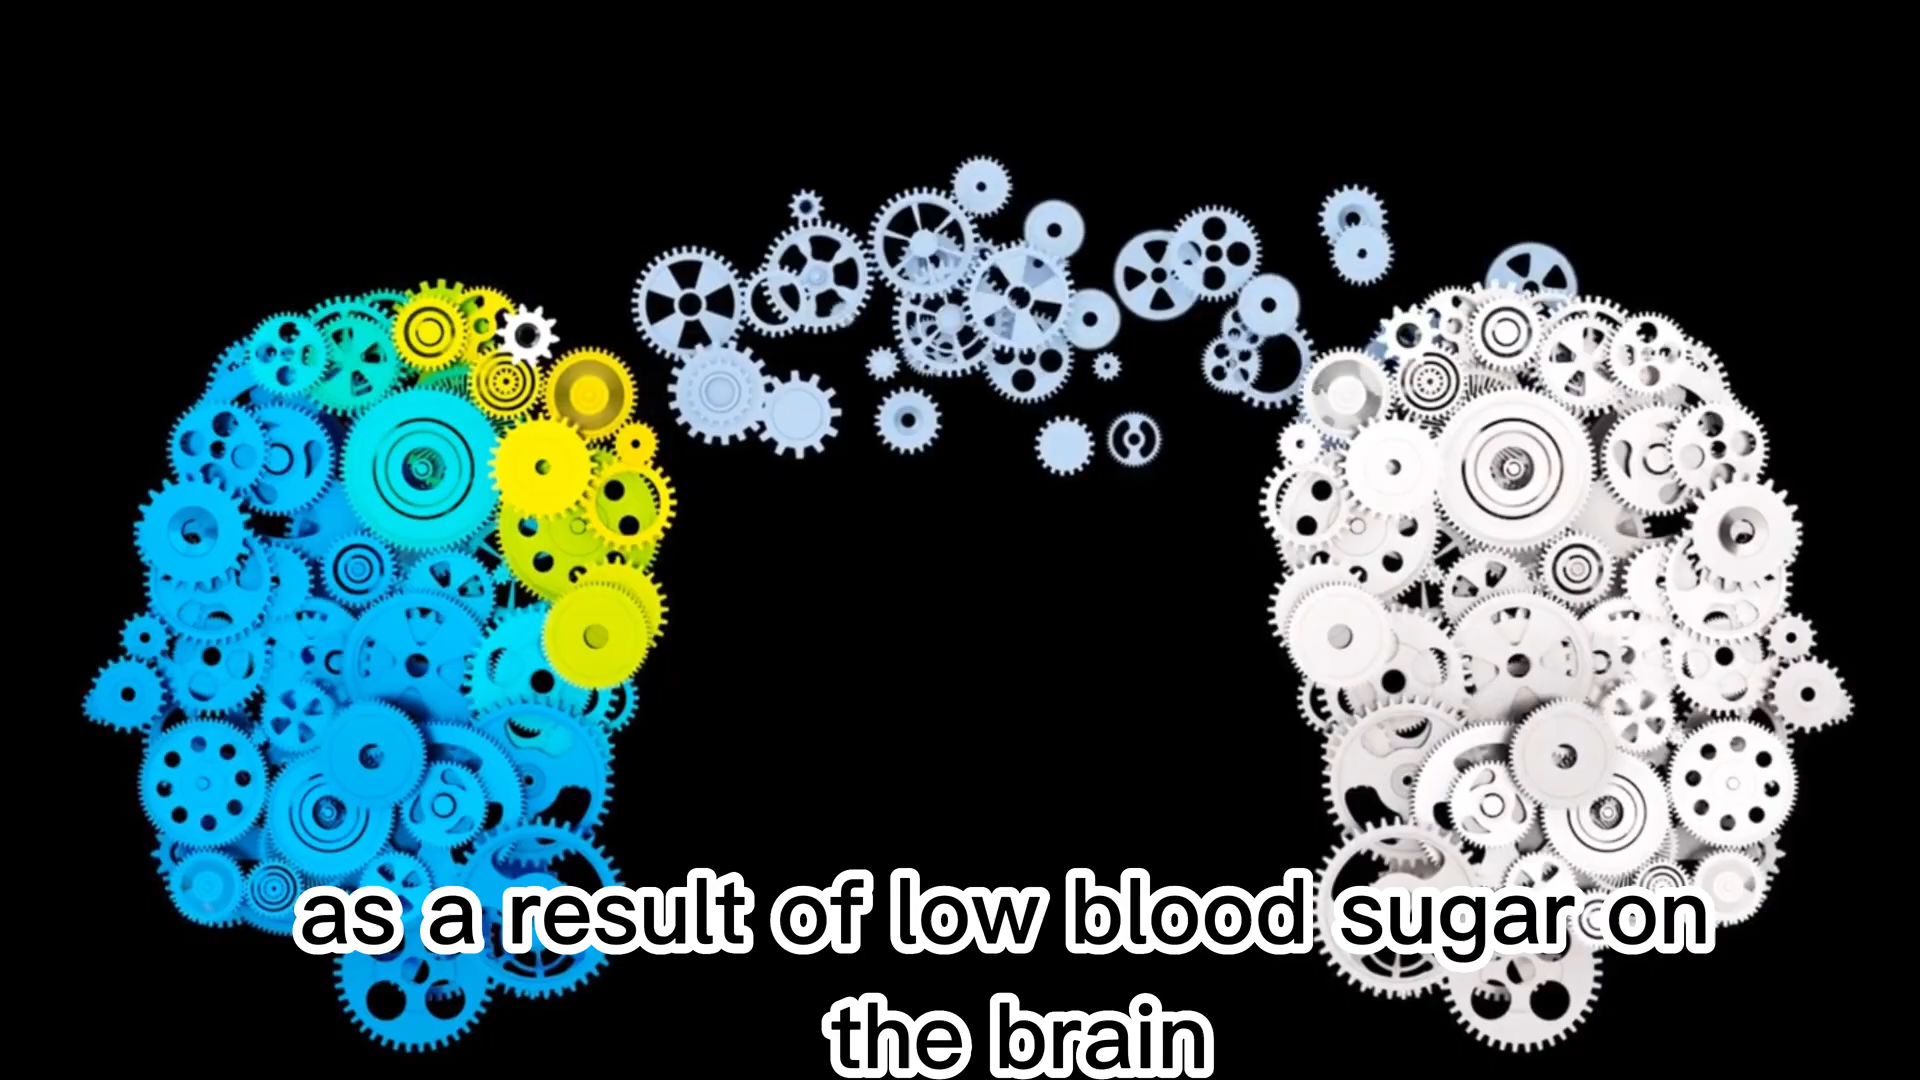 as a result of low blood sugar on
the brain